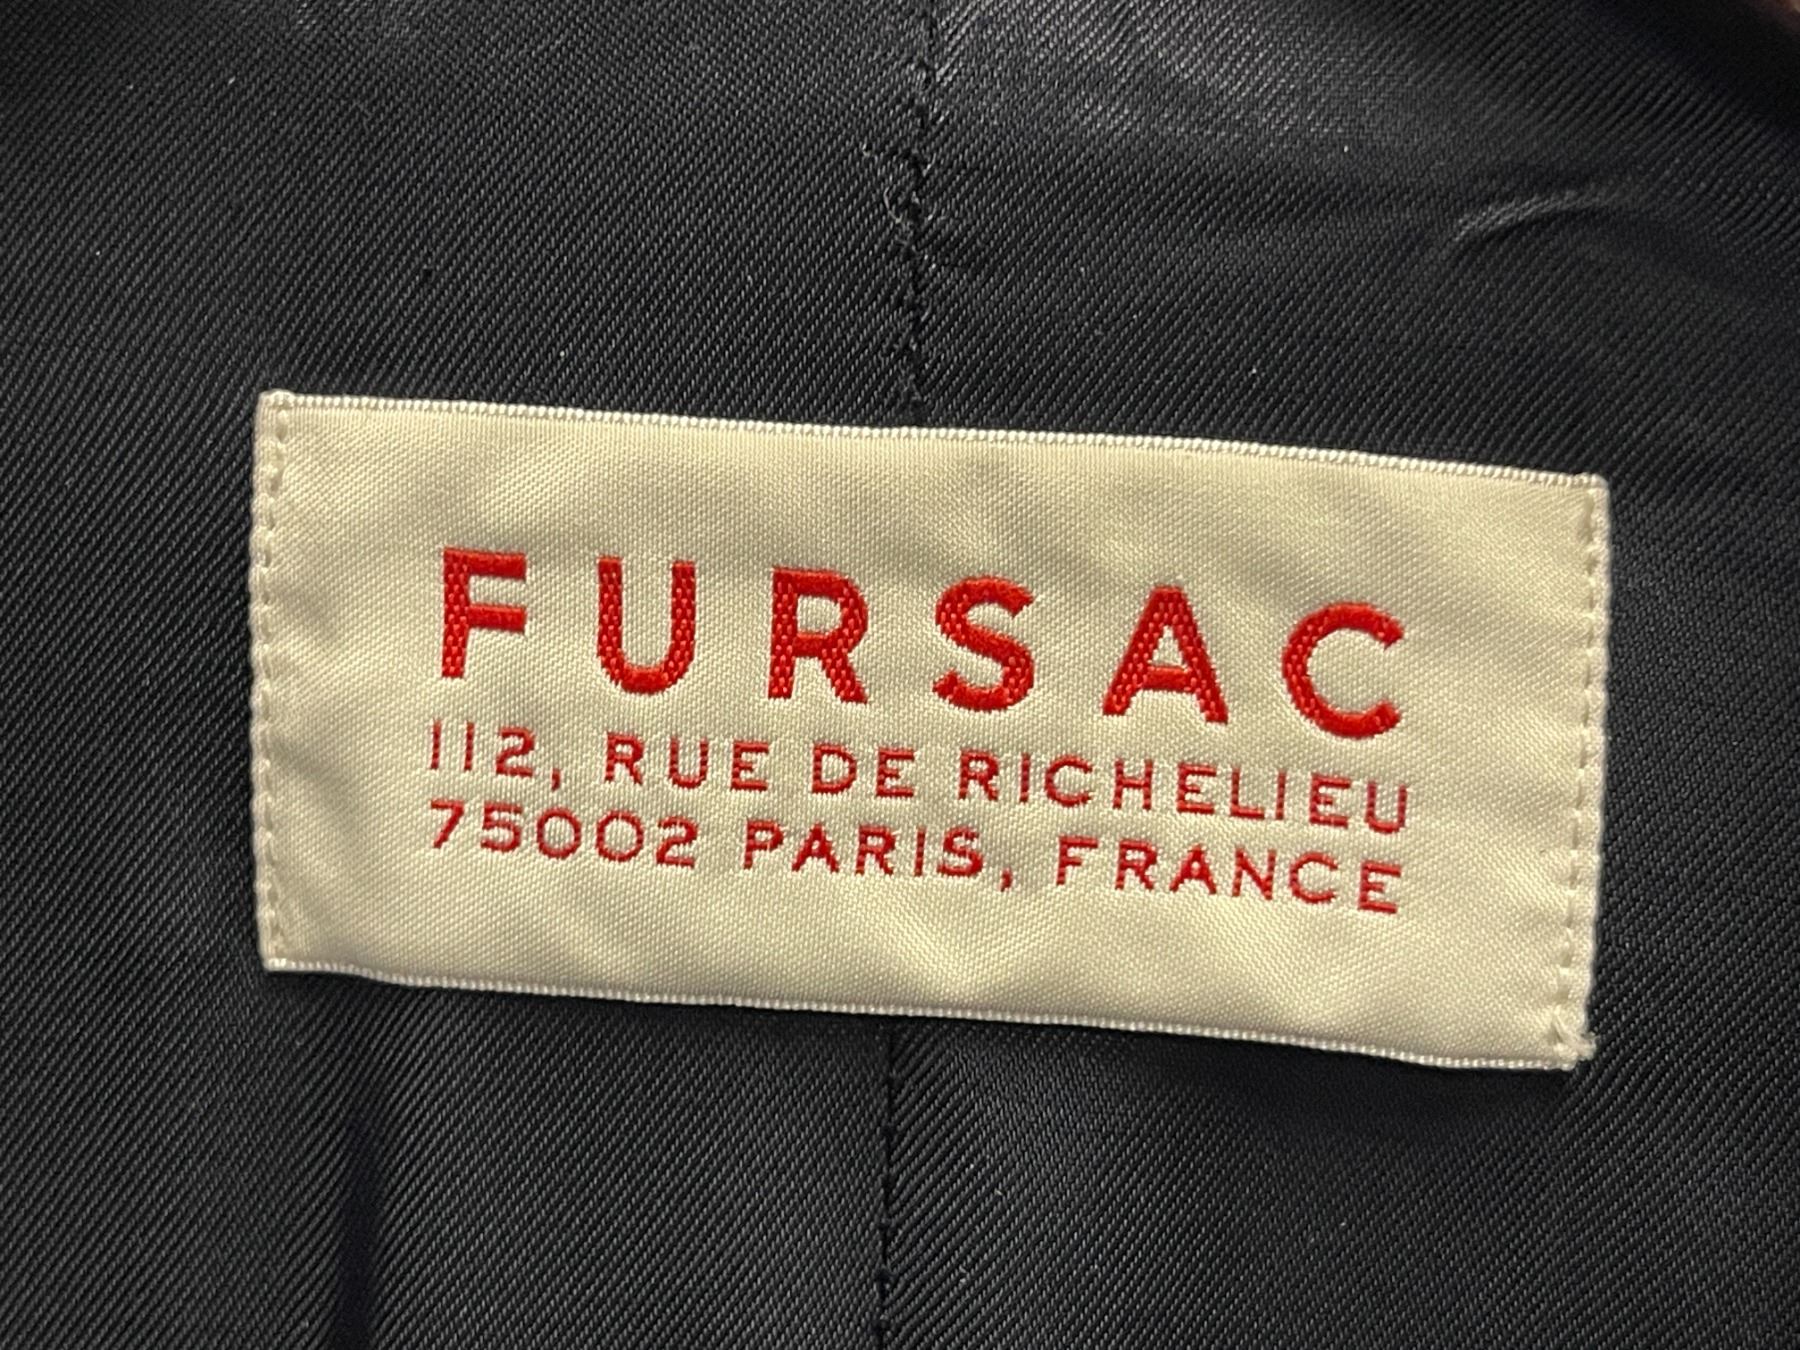 FURSAC
112, RUE DE RICHELIEU
75002 PARIS, FRANCE